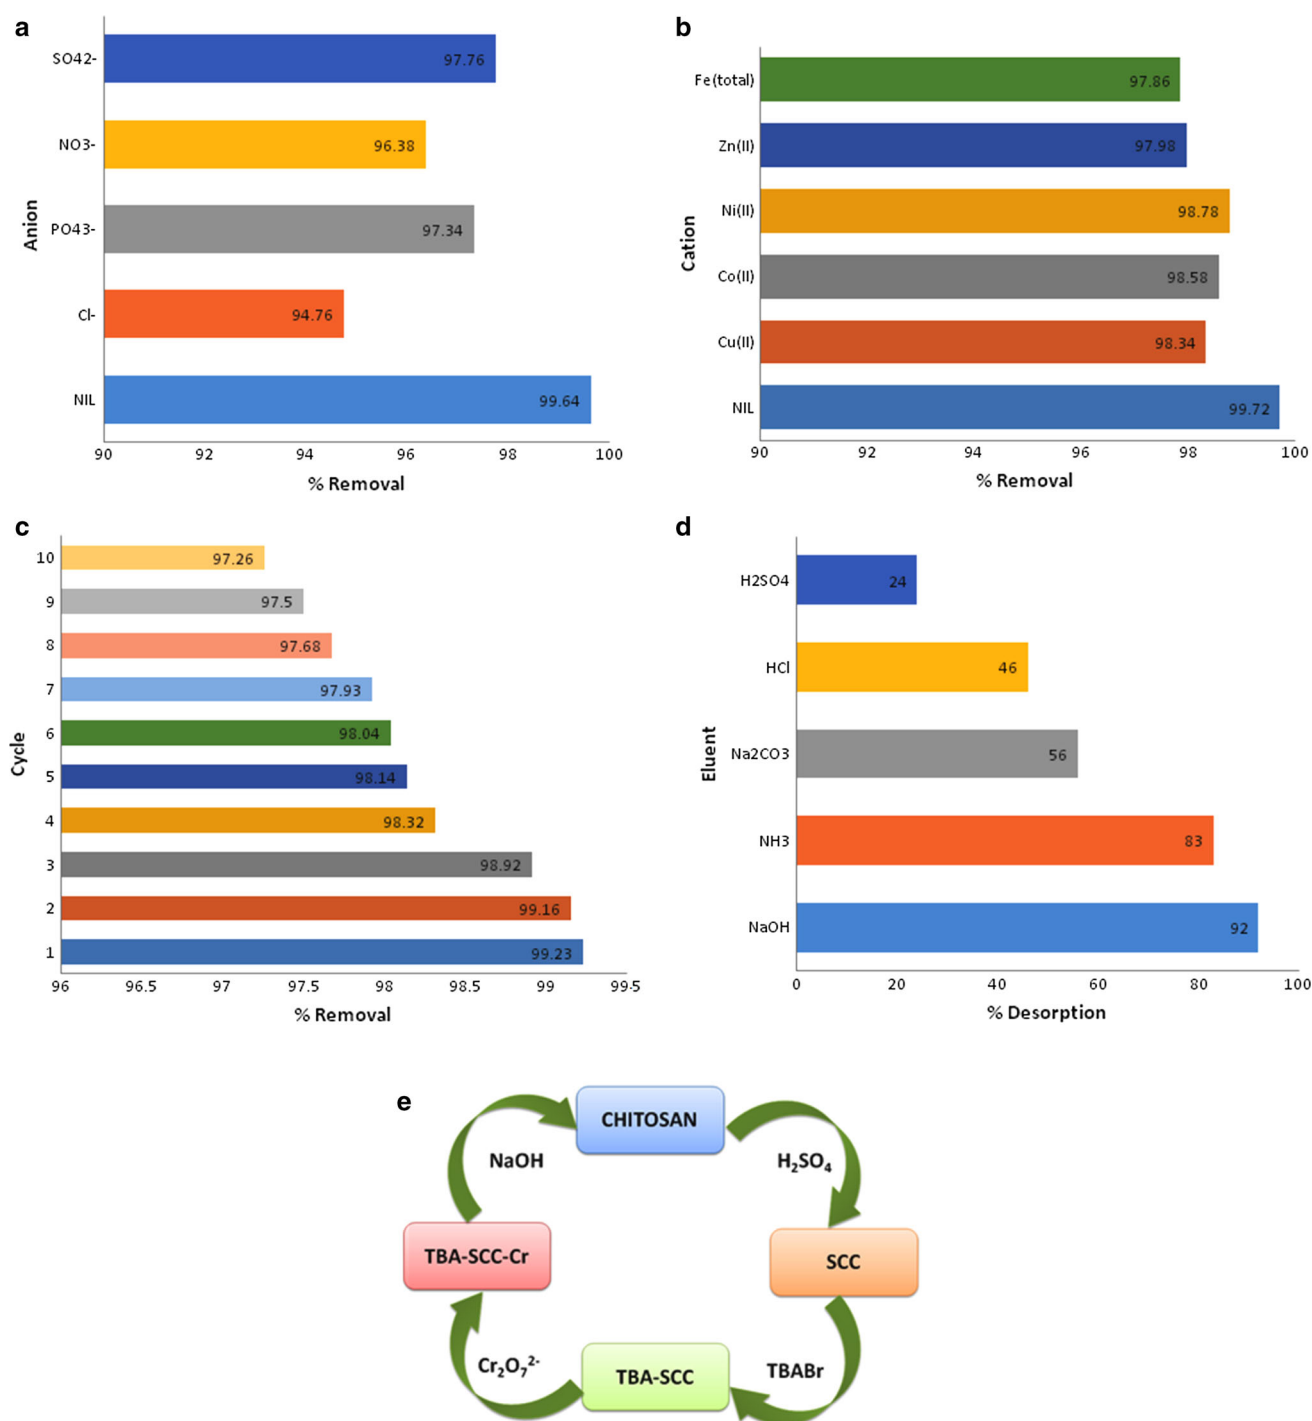 a
SO42-
97.76
NO3-
96.38
PO43-
97.34
Cl-
94.76
NIL
99.64
90 92 94 96 98 100
% Removal
Anion
b
Fe(total)
97.86
Zn(II)
97.98
Ni(II)
98.78
Co(II)
98.58
Cu(II)
98.34
NIL
99.72
90 92 94 96 98 100
% Removal
Cation
c
10
97.26
9
97.5
8
97.68
7
97.93
6
98.04
5
98.14
4
98.32
3
98.92
2
99.16
1
99.23
96 96.5 97 97.5 98 98.5 99 99.5
% Removal
Cycle
d
H2SO4
24
HCl
46
Na2CO3
56
NH3
83
NaOH
92
0 20 40 60 80 100
% Desorption
Eluent
e
CHITOSAN
NaOH
H₂SO₄
TBA-SCC-Cr
SCC
Cr₂O₇²⁻
TBABr
TBA-SCC